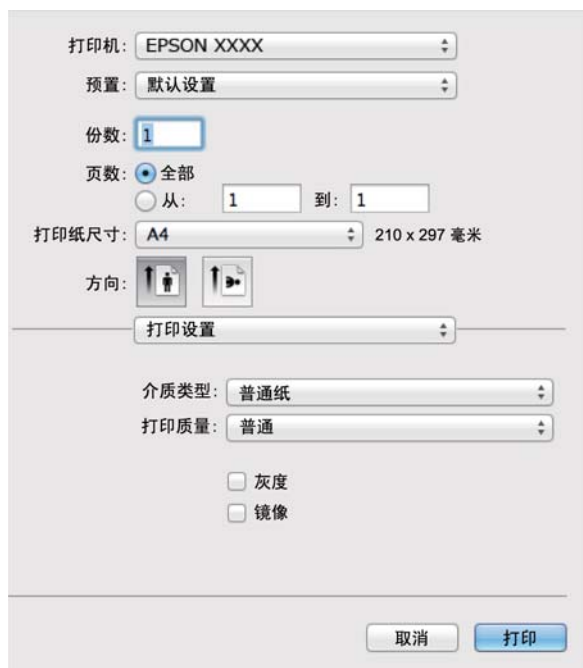 打印机: EPSON XXXX
预置: 默认设置
份数: 1
页数: 全部
从: 1 到: 1
打印纸尺寸: A4 210 x 297 毫米
方向:
打印设置
介质类型: 普通纸
打印质量: 普通
灰度
镜像
取消 打印